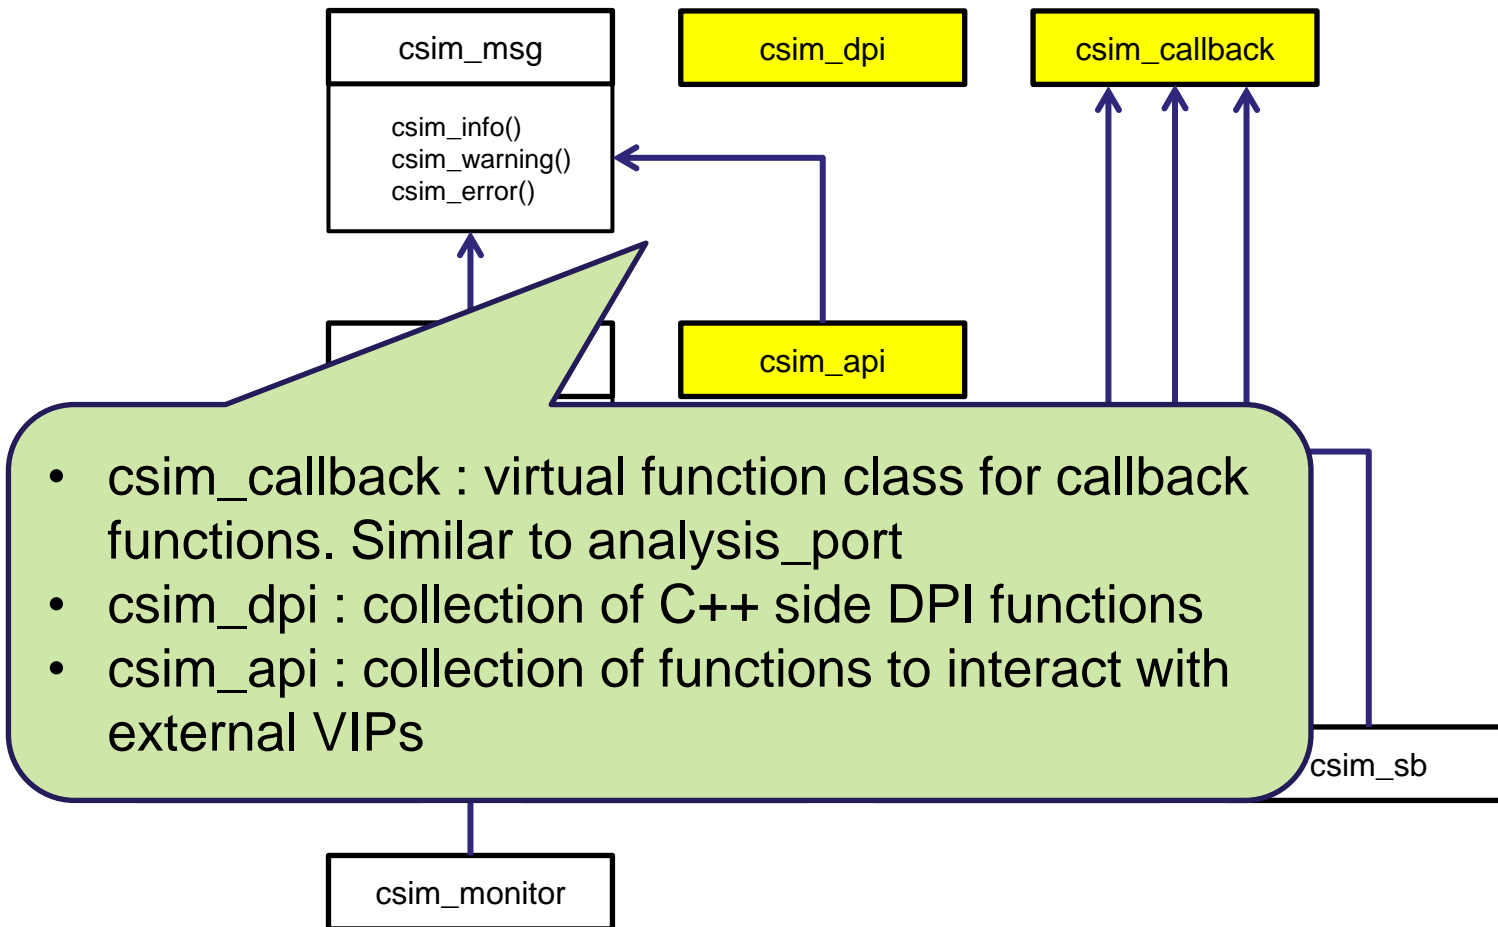 csim_msg
csim_dpi
csim_callback
csim_info()
csim_warning()
csim_error()
csim_api
• csim_callback : virtual function class for callback
functions. Similar to analysis_port
• csim_dpi : collection of C++ side DPI functions
• csim_api : collection of functions to interact with
external VIPs
csim_sb
csim_monitor